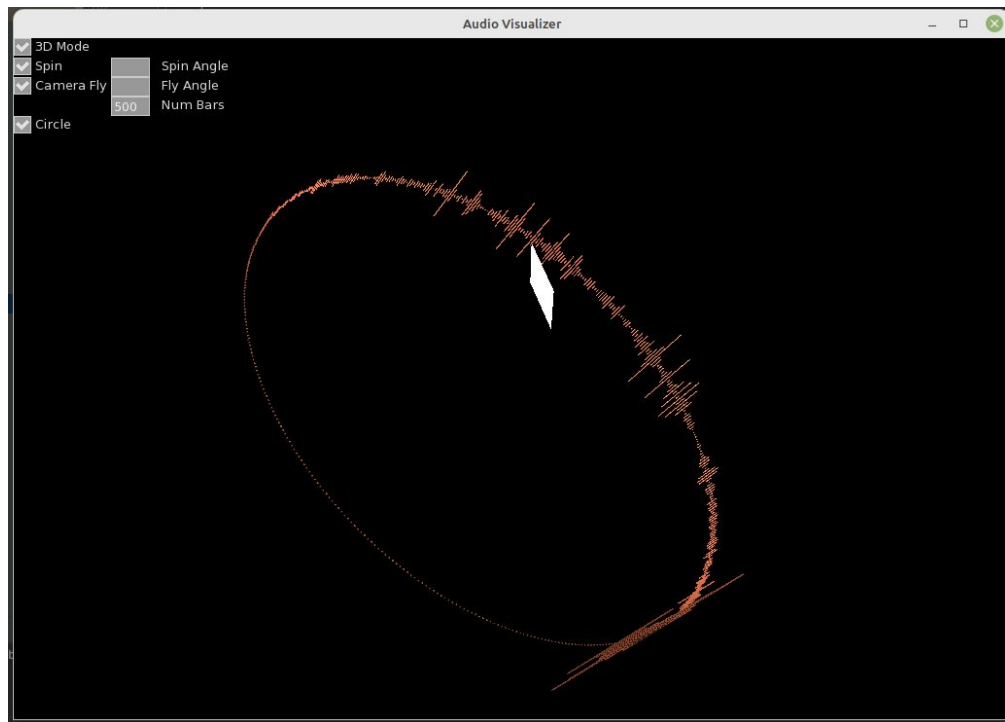 Audio Visualizer
3D Mode
Spin Spin Angle
Camera Fly Fly Angle
500 Num Bars
Circle